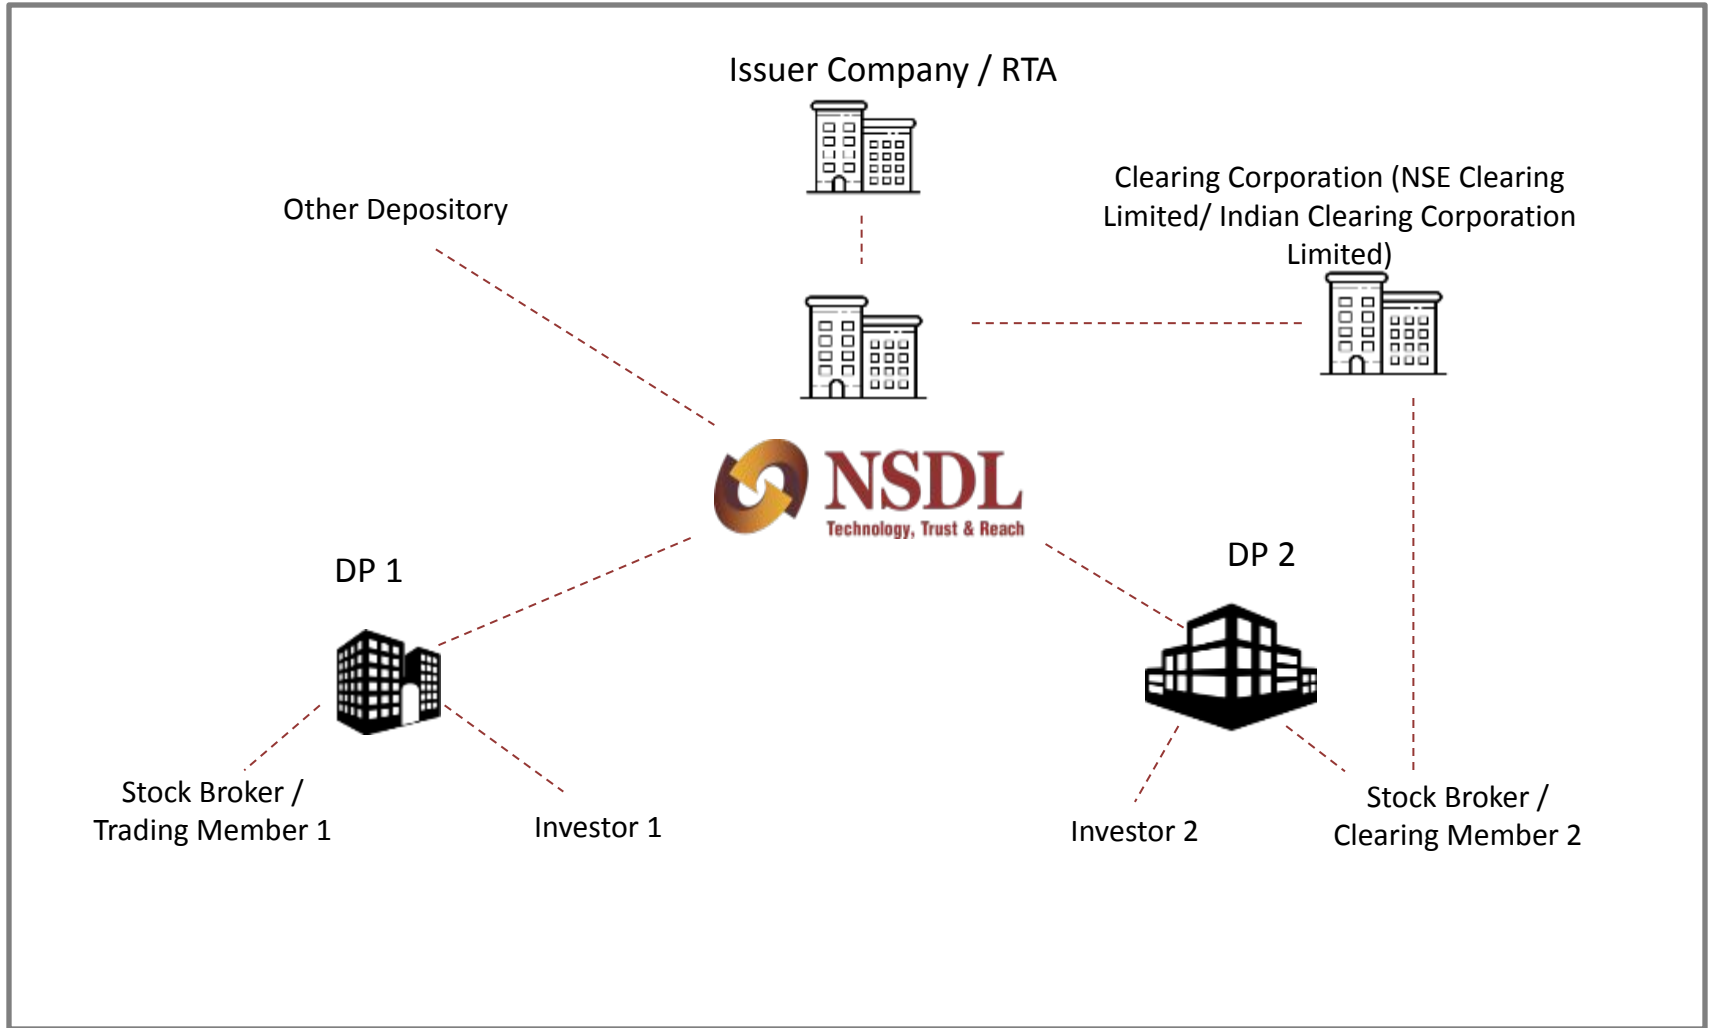 Issuer Company / RTA
Clearing Corporation (NSE Clearing
Limited/ Indian Clearing Corporation
Limited)
Other Depository
NSDL
Technology, Trust & Reach
DP 1
DP 2
Stock Broker /
Trading Member 1
Investor 1
Investor 2
Stock Broker /
Clearing Member 2